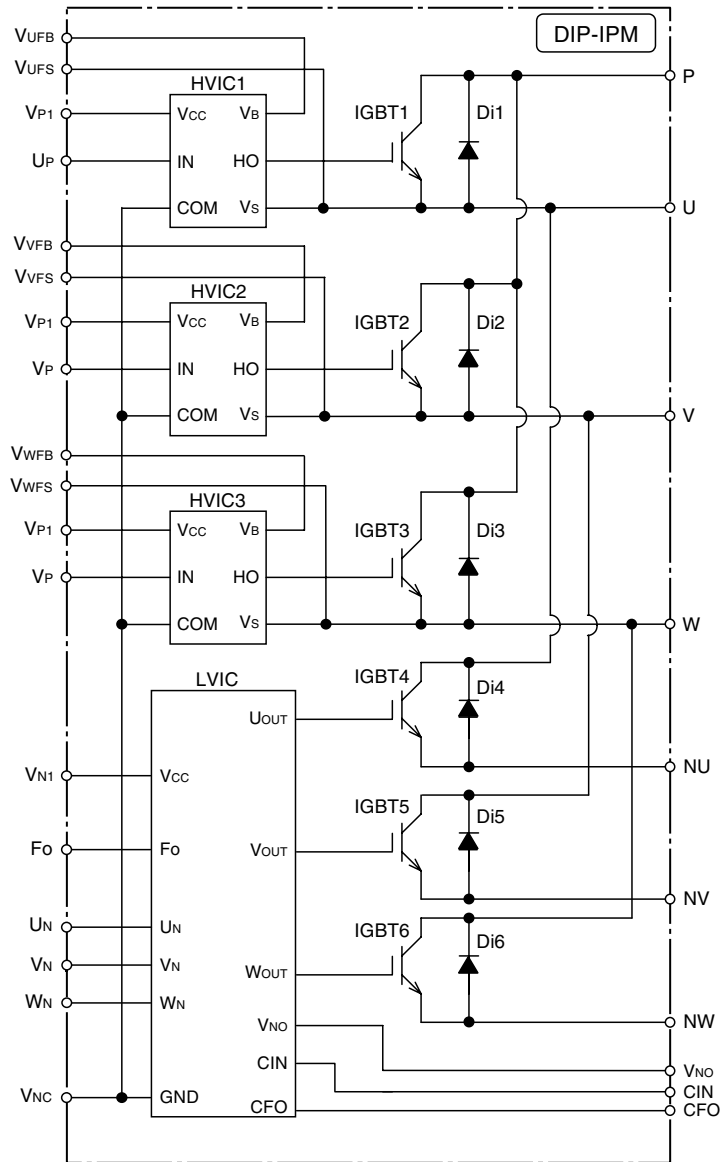 DIP-IPM
VUFB
VUFS
HVIC1
VP1
VCC
VB
IGBT1
Di1
P
UP
IN
HO
COM
VS
U
VVFB
VVFS
HVIC2
VP1
VCC
VB
IGBT2
Di2
VP
IN
HO
COM
VS
V
VWFB
VWFS
HVIC3
VP1
VCC
VB
IGBT3
Di3
VP
IN
HO
COM
VS
W
LVIC
IGBT4
Di4
UOUT
NU
VN1
VCC
IGBT5
Di5
Fo
Fo
VOUT
NV
UN
UN
IGBT6
Di6
VN
VN
WOUT
WN
WN
NW
VNO
VNO
CIN
CIN
VNC
GND
CFO
CFO